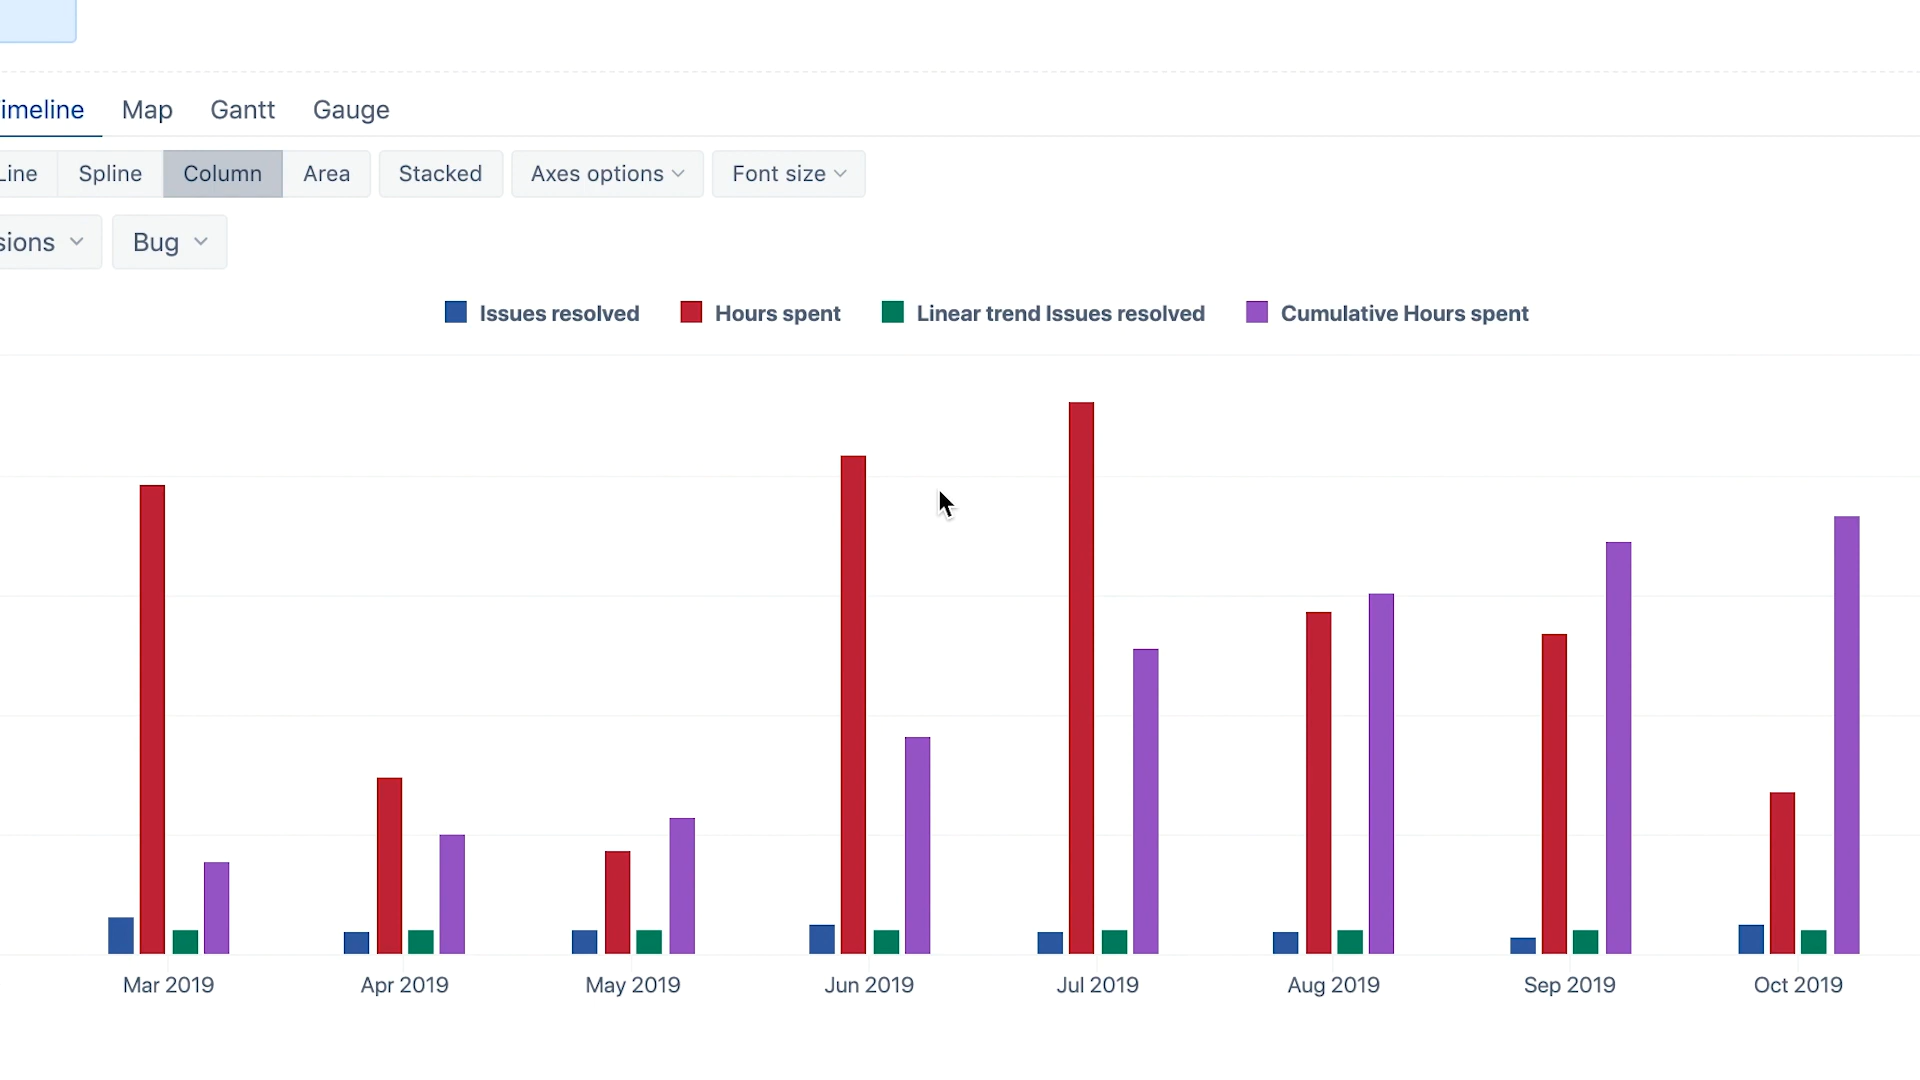 imeline Map Gantt Gauge
Line Spline Column Area Stacked Axes options Font size
sions Bug
Issues resolved Hours spent Linear trend Issues resolved Cumulative Hours spent
Mar 2019 Apr 2019 May 2019 Jun 2019 Jul 2019 Aug 2019 Sep 2019 Oct 2019